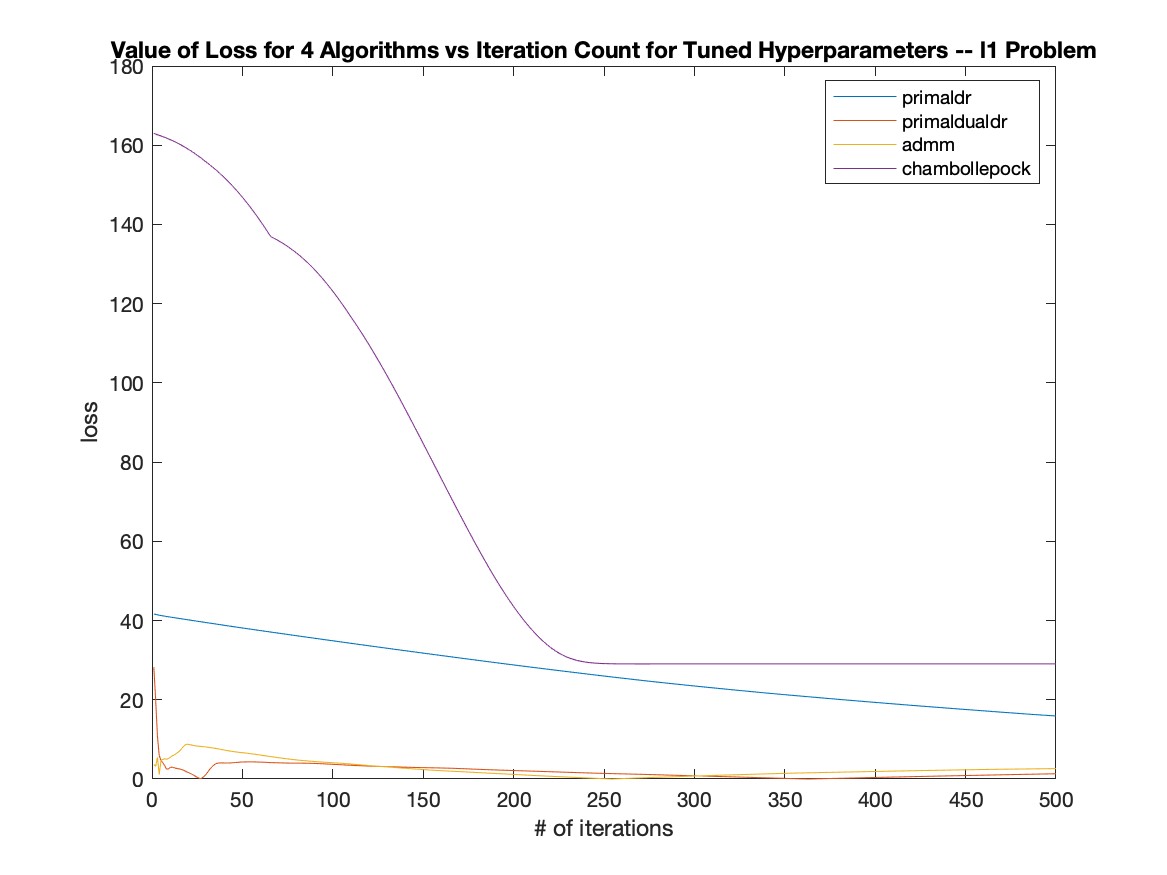 Value of Loss for 4 Algorithms vs Iteration Count for Tuned Hyperparameters -- l1 Problem
180
160
140
120
100
80
60
40
20
0
loss
primaldr
primaldualdr
admm
chambollepock
0 50 100 150 200 250 300 350 400 450 500
# of iterations